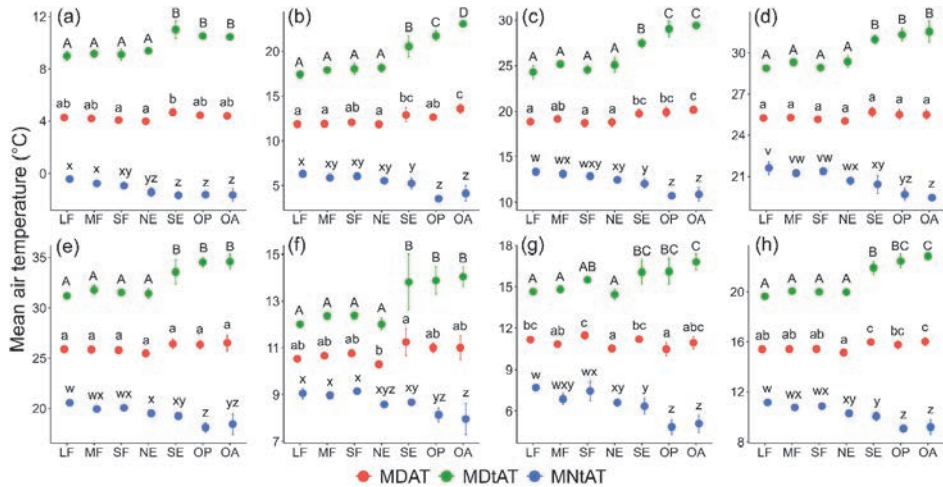 (a) (b) (c) (d)
12 8 4 0
A A A A B B B
ab ab a a b ab ab
x x xy yz z z z
20 15 10 5
A A A A B C D
a a ab a bc ab c
x xy xy xy y z z
30 25 20 15 10
A A A A B C C
a ab a a bc bc c
w wx wxy xy y z z
33 29 25 21
A A A A B B B
a a a a a a a
v vw vw wx xy yz z
LF MF SF NE SE OP OA
LF MF SF NE SE OP OA
LF MF SF NE SE OP OA
LF MF SF NE SE OP OA
Mean air temperature (°C)
(e) (f) (g) (h)
35 30 25 20
A A A A B B B
a a a a a a a
w wx wx xy xy z yz
15 13 11 9
A A A A B B B
ab ab ab b a ab ab
x x x xyz xy yz z
18 15 12 9 6
A A AB A BC BC C
bc ab c a bc a abc
w wxy wx xy y z z
20 16 12 8
A A A A B BC C
ab ab ab a c bc c
w wx wx xy y z z
LF MF SF NE SE OP OA
LF MF SF NE SE OP OA
LF MF SF NE SE OP OA
LF MF SF NE SE OP OA
MDAT MDtAT MNtAT